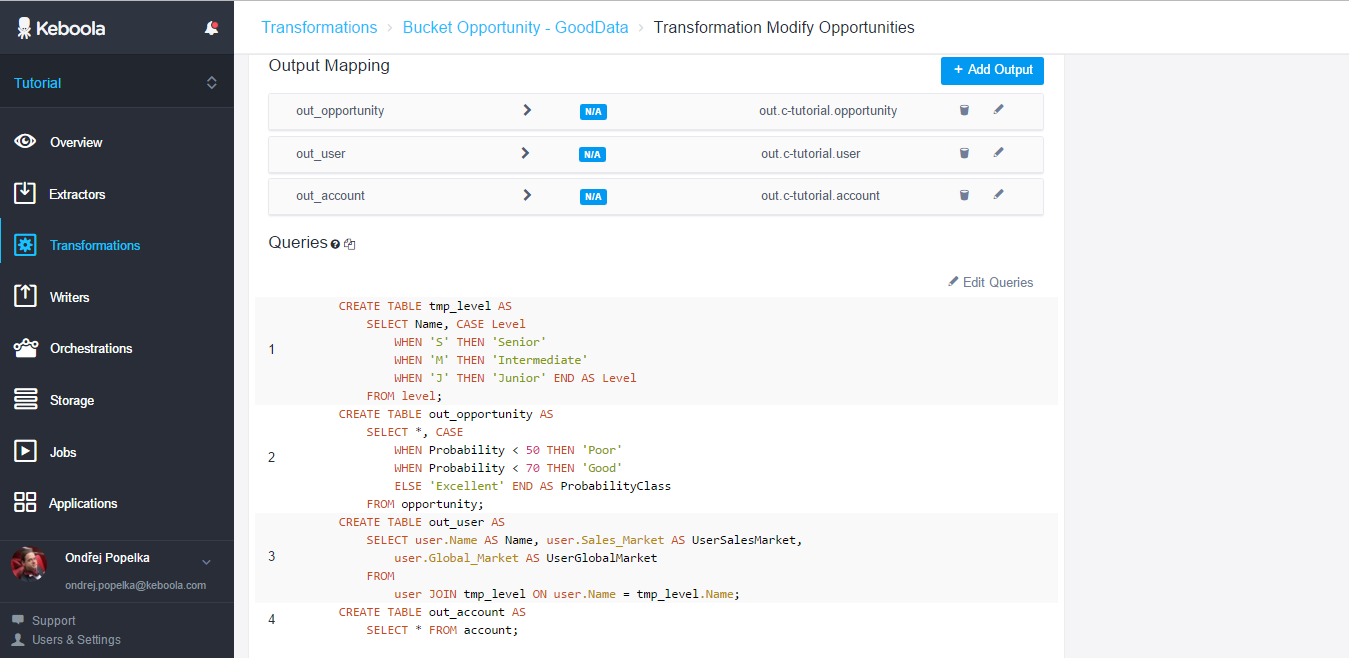 Keboola
Transformations › Bucket Opportunity - GoodData › Transformation Modify Opportunities
Tutorial
Overview
Extractors
Transformations
Writers
Orchestrations
Storage
Jobs
Applications
Ondřej Popelka
ondrej.popelka@keboola.com
Support
Users & Settings
Output Mapping
+ Add Output
out_opportunity N/A out.c-tutorial.opportunity
out_user N/A out.c-tutorial.user
out_account N/A out.c-tutorial.account
Queries
Edit Queries
1
CREATE TABLE tmp_level AS
SELECT Name, CASE Level
WHEN 'S' THEN 'Senior'
WHEN 'M' THEN 'Intermediate'
WHEN 'J' THEN 'Junior' END AS Level
FROM level;
2
CREATE TABLE out_opportunity AS
SELECT *, CASE
WHEN Probability < 50 THEN 'Poor'
WHEN Probability < 70 THEN 'Good'
ELSE 'Excellent' END AS ProbabilityClass
FROM opportunity;
3
CREATE TABLE out_user AS
SELECT user.Name AS Name, user.Sales_Market AS UserSalesMarket,
user.Global_Market AS UserGlobalMarket
FROM
user JOIN tmp_level ON user.Name = tmp_level.Name;
4
CREATE TABLE out_account AS
SELECT * FROM account;